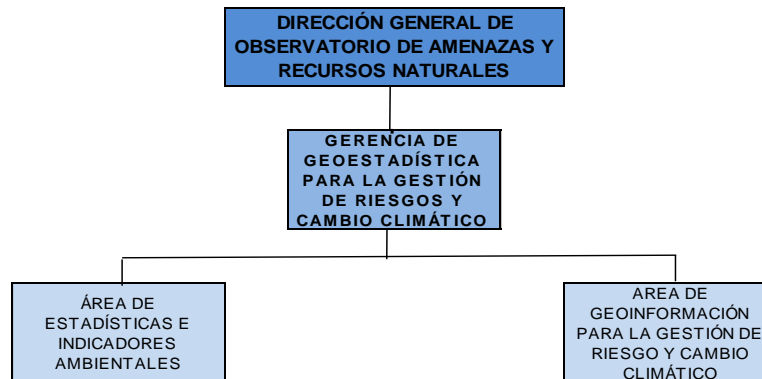 DIRECCIÓN GENERAL DE
OBSERVATORIO DE AMENAZAS Y
RECURSOS NATURALES
GERENCIA DE
GEOESTADÍSTICA
PARA LA GESTIÓN
DE RIESGOS Y
CAMBIO CLIMÁTICO
ÁREA DE
ESTADÍSTICAS E
INDICADORES
AMBIENTALES
AREA DE
GEOINFORMACIÓN
PARA LA GESTIÓN DE
RIESGO Y CAMBIO
CLIMÁTICO